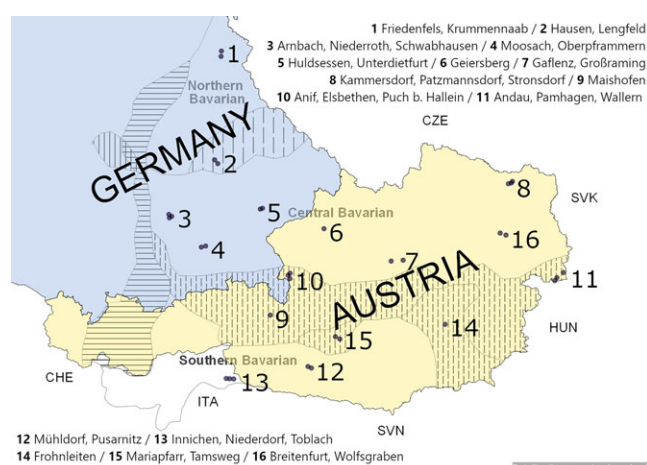 1 Friedenfels, Krummennaab / 2 Hausen, Lengfeld
3 Arnbach, Niederroth, Schwabhausen / 4 Moosach, Oberpframmern
5 Huldsessen, Unterdietfurt / 6 Geiersberg / 7 Gaflenz, Großraming
8 Kammersdorf, Patzmannsdorf, Stronsdorf / 9 Maishofen
10 Anif, Elsbethen, Puch b. Hallein / 11 Andau, Pamhagen, Wallern
1
Northern
Bavarian
CZE
GERMANY
2
8
SVK
3
5
Central Bavarian
6
16
4
7
10
AUSTRIA
11
9
14
HUN
15
Southern Bavarian
12
CHE
13
ITA
SVN
12 Mühldorf, Pusarnitz / 13 Innichen, Niederdorf, Toblach
14 Frohnleiten / 15 Mariapfarr, Tamsweg / 16 Breitenfurt, Wolfsgraben